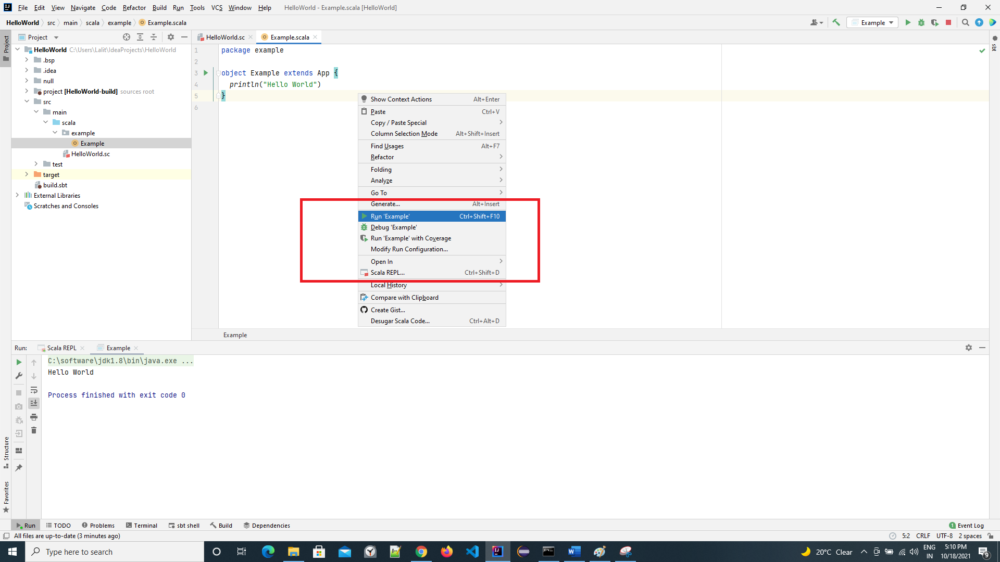 File Edit View Navigate Code Refactor Build Run Tools VCS Window Help HelloWorld - Example.scala [HelloWorld]
HelloWorld src main scala example Example.scala
Example
Project
HelloWorld.sc
Example.scala
Project
sbt
HelloWorld C:\Users\Lalit\IdeaProjects\HelloWorld
.bsp
.idea
null
project [HelloWorld-build] sources root
src
main
scala
example
Example
HelloWorld.sc
test
target
build.sbt
External Libraries
Scratches and Consoles
1 package example
2
3 object Example extends App {
4 println("Hello World")
5 }
6
Show Context Actions Alt+Enter
Paste Ctrl+V
Copy / Paste Special
Column Selection Mode Alt+Shift+Insert
Find Usages Alt+F7
Refactor
Folding
Analyze
Go To
Generate... Alt+Insert
Run 'Example' Ctrl+Shift+F10
Debug 'Example'
Run 'Example' with Coverage
Modify Run Configuration...
Open In
Scala REPL... Ctrl+Shift+D
Local History
Compare with Clipboard
Create Gist...
Desugar Scala Code... Ctrl+Alt+D
Example
Run: Scala REPL Example
C:\software\jdk1.8\bin\java.exe ...
Hello World
Process finished with exit code 0
Structure
Favorites
Run TODO Problems Terminal sbt shell Build Dependencies 1 Event Log
All files are up-to-date (3 minutes ago) 5:2 CRLF UTF-8 2 spaces
Type here to search
20°C Clear
ENG
IN
5:10 PM
10/18/2021
9